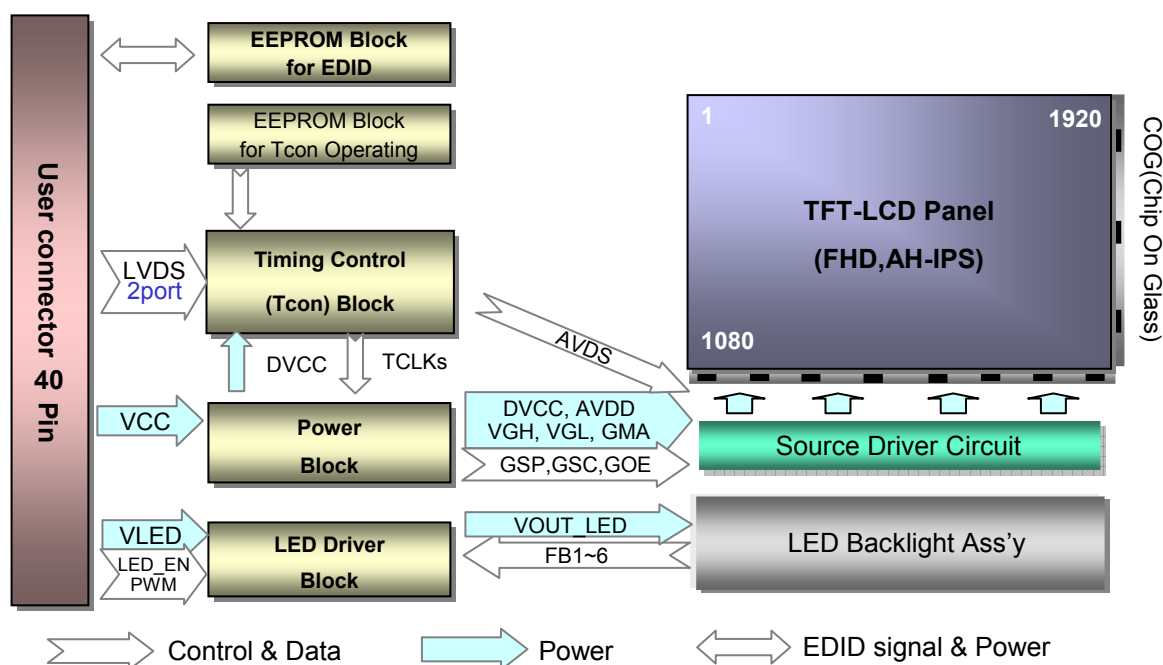 User connector 40 Pin
EEPROM Block
for EDID
EEPROM Block
for Tcon Operating
LVDS
2port
Timing Control
(Tcon) Block
DVCC
TCLKs
AVDS
VCC
Power
Block
DVCC, AVDD
VGH, VGL, GMA
GSP,GSC,GOE
VLED
LED_EN
PWM
LED Driver
Block
VOUT_LED
FB1~6
1
1920
TFT-LCD Panel
(FHD,AH-IPS)
1080
COG(Chip On Glass)
Source Driver Circuit
LED Backlight Ass'y
Control & Data
Power
EDID signal & Power